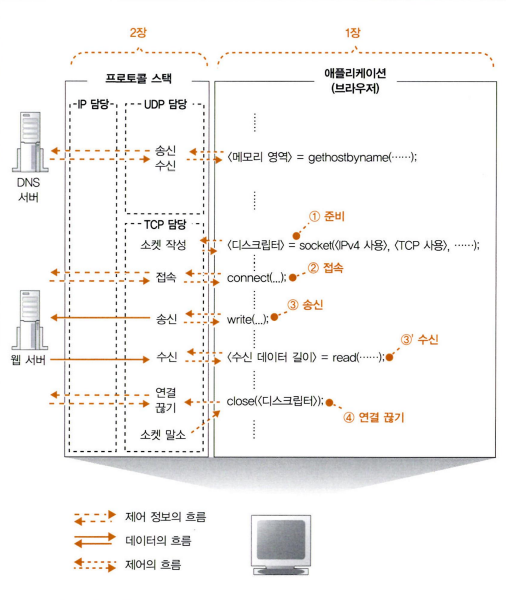 2장
1장
프로토콜 스택
애플리케이션
(브라우저)
IP 담당
UDP 담당
송신
수신
〈메모리 영역〉 = gethostbyname(……);
DNS
서버
① 준비
TCP 담당
소켓 작성
〈디스크립터〉 = socket(〈IPv4 사용〉, 〈TCP 사용〉, ……);
② 접속
접속
connect(...);
③ 송신
송신
write(...);
③′ 수신
웹 서버
수신
〈수신 데이터 길이〉 = read(……);
연결
끊기
close(〈디스크립터〉);
④ 연결 끊기
소켓 말소
제어 정보의 흐름
데이터의 흐름
제어의 흐름